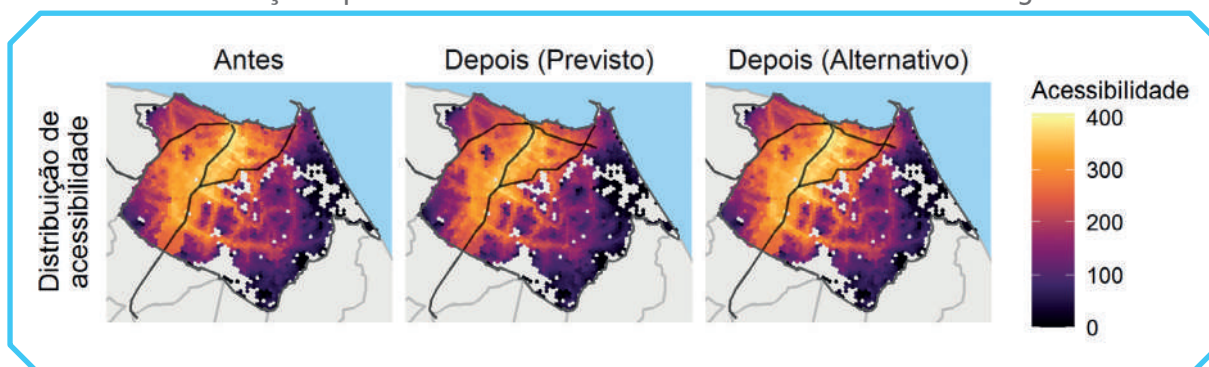 Antes
Depois (Previsto)
Depois (Alternativo)
Distribuição de
acessibilidade
Acessibilidade
400
300
200
100
0